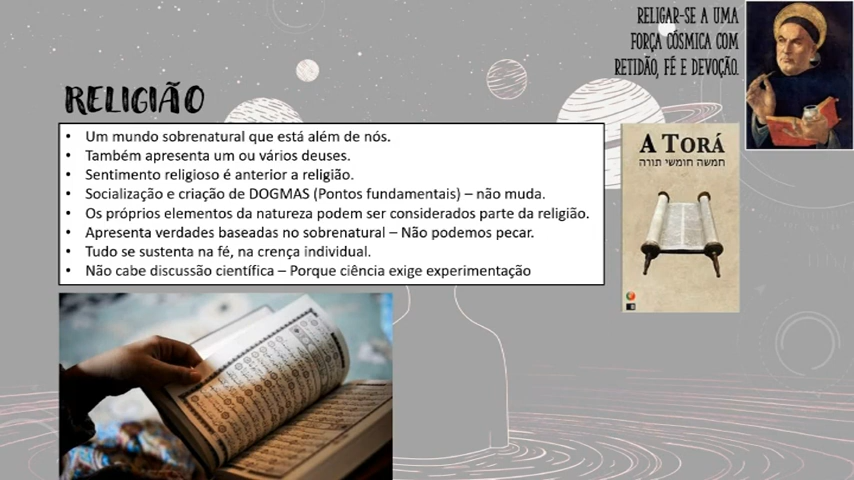 RELIGAR-SE A UMA
FORÇA CÓSMICA COM
RETIDÃO, FÉ E DEVOÇÃO.
RELIGIÃO
• Um mundo sobrenatural que está além de nós.
• Também apresenta um ou vários deuses.
• Sentimento religioso é anterior a religião.
• Socialização e criação de DOGMAS (Pontos fundamentais) – não muda.
• Os próprios elementos da natureza podem ser considerados parte da religião.
• Apresenta verdades baseadas no sobrenatural – Não podemos pecar.
• Tudo se sustenta na fé, na crença individual.
• Não cabe discussão científica – Porque ciência exige experimentação
A TORÁ
חמשה חומשי תורה